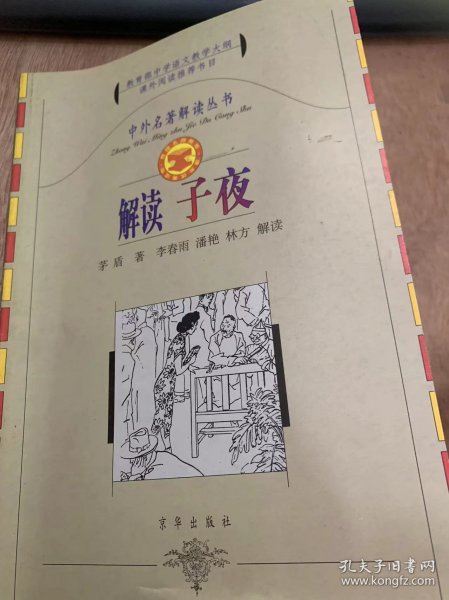 教育部中学语文教学大纲
课外阅读推荐书目
中外名著解读丛书
Zhong Wai Ming Zhu Jie Du Cong Shu
解读 子夜
茅盾 著 李春雨 潘艳 林方 解读
京华出版社
孔夫子旧书网
www.kongfz.com